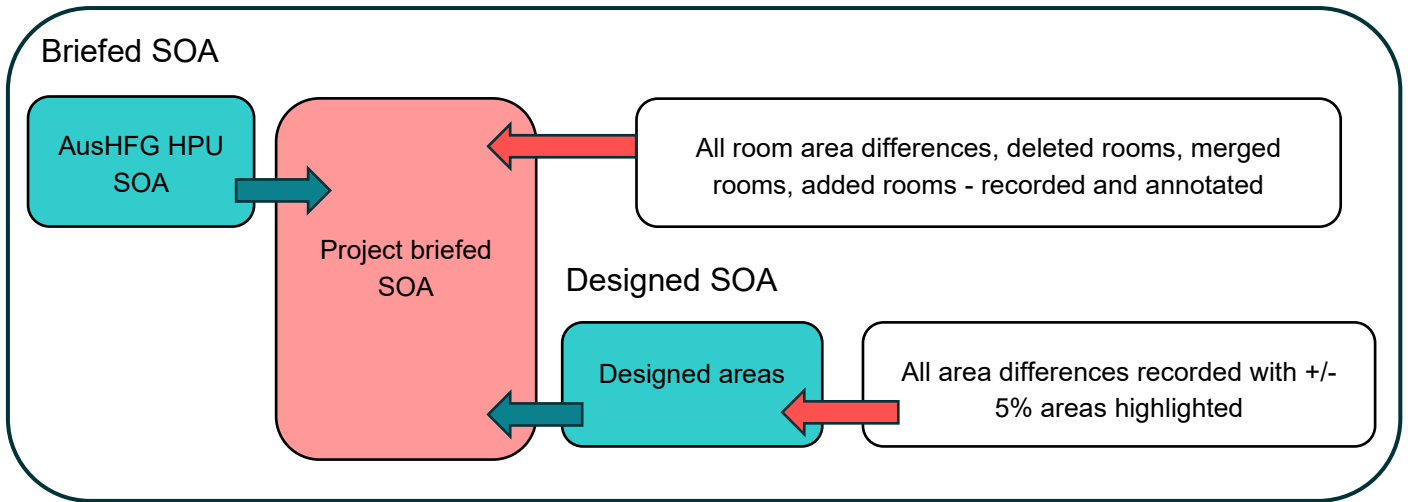 Briefed SOA
AusHFG HPU
SOA
All room area differences, deleted rooms, merged
rooms, added rooms - recorded and annotated
Project briefed
SOA
Designed SOA
Designed areas
All area differences recorded with +/-
5% areas highlighted